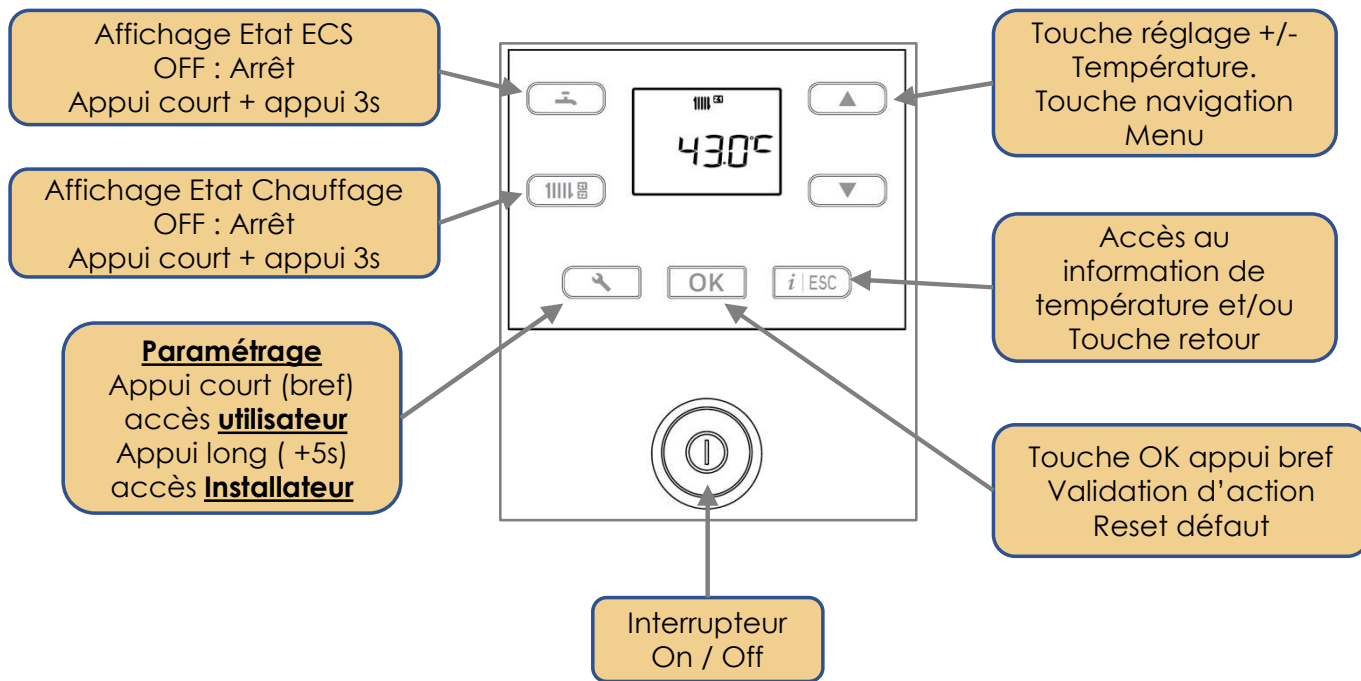 Affichage Etat ECS
OFF : Arrêt
Appui court + appui 3s
Affichage Etat Chauffage
OFF : Arrêt
Appui court + appui 3s
Paramétrage
Appui court (bref)
accès utilisateur
Appui long ( +5s)
accès Installateur
43.0°C
OK
i | ESC
Touche réglage +/-
Température.
Touche navigation
Menu
Accès au
information de
température et/ou
Touche retour
Touche OK appui bref
Validation d’action
Reset défaut
Interrupteur
On / Off